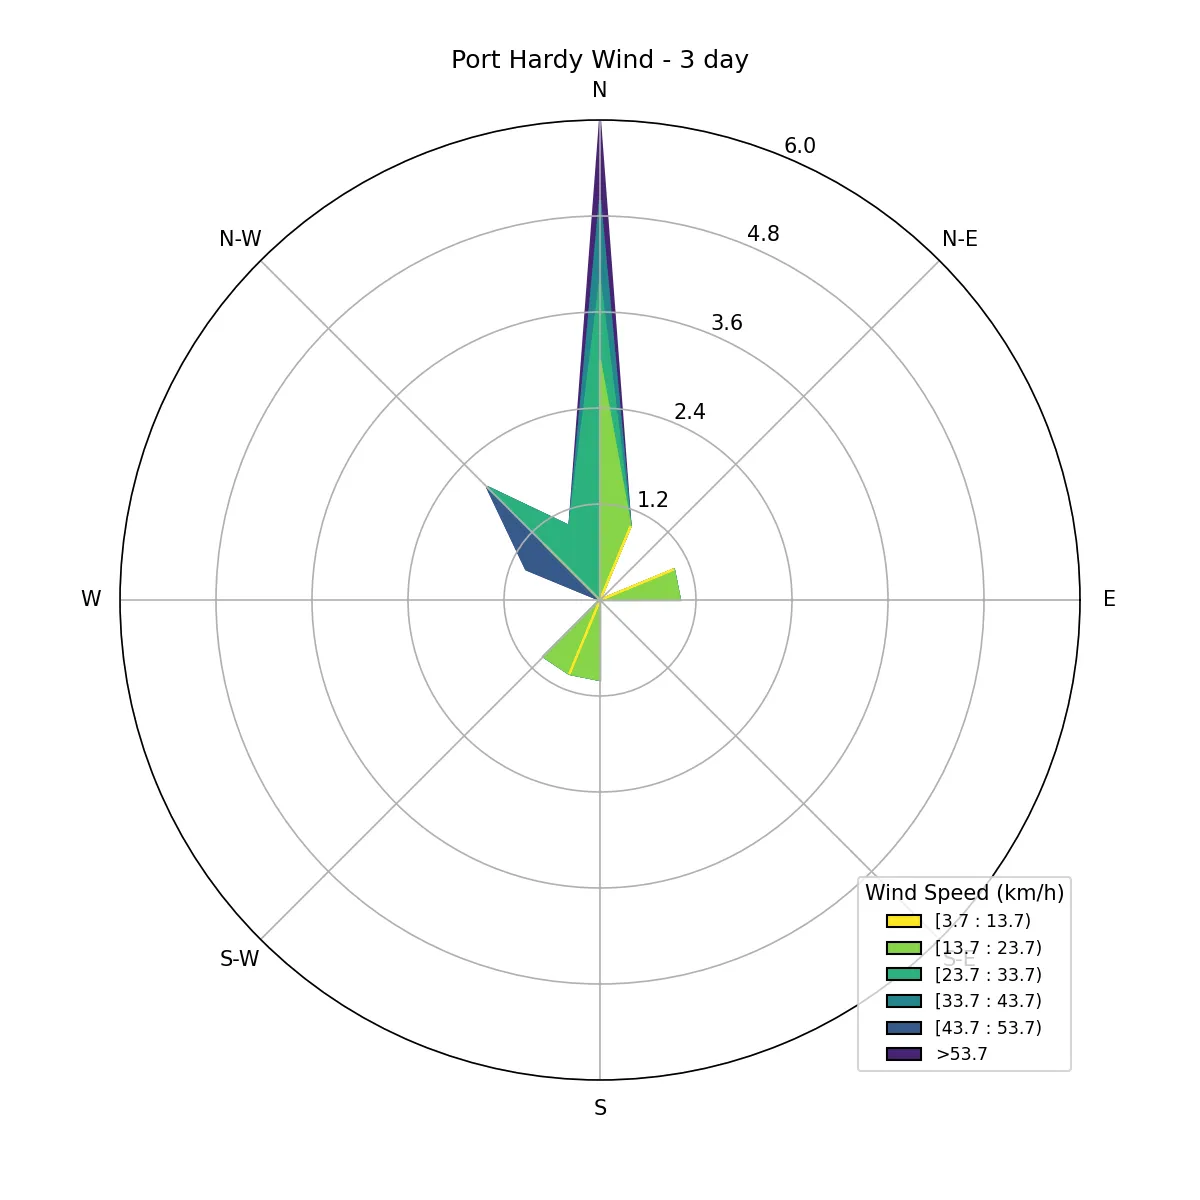 Port Hardy Wind - 3 day
N
6.0
N-W
4.8
N-E
3.6
2.4
1.2
W
E
S-W
S-E
S
Wind Speed (km/h)
[3.7 : 13.7)
[13.7 : 23.7)
[23.7 : 33.7)
[33.7 : 43.7)
[43.7 : 53.7)
>53.7